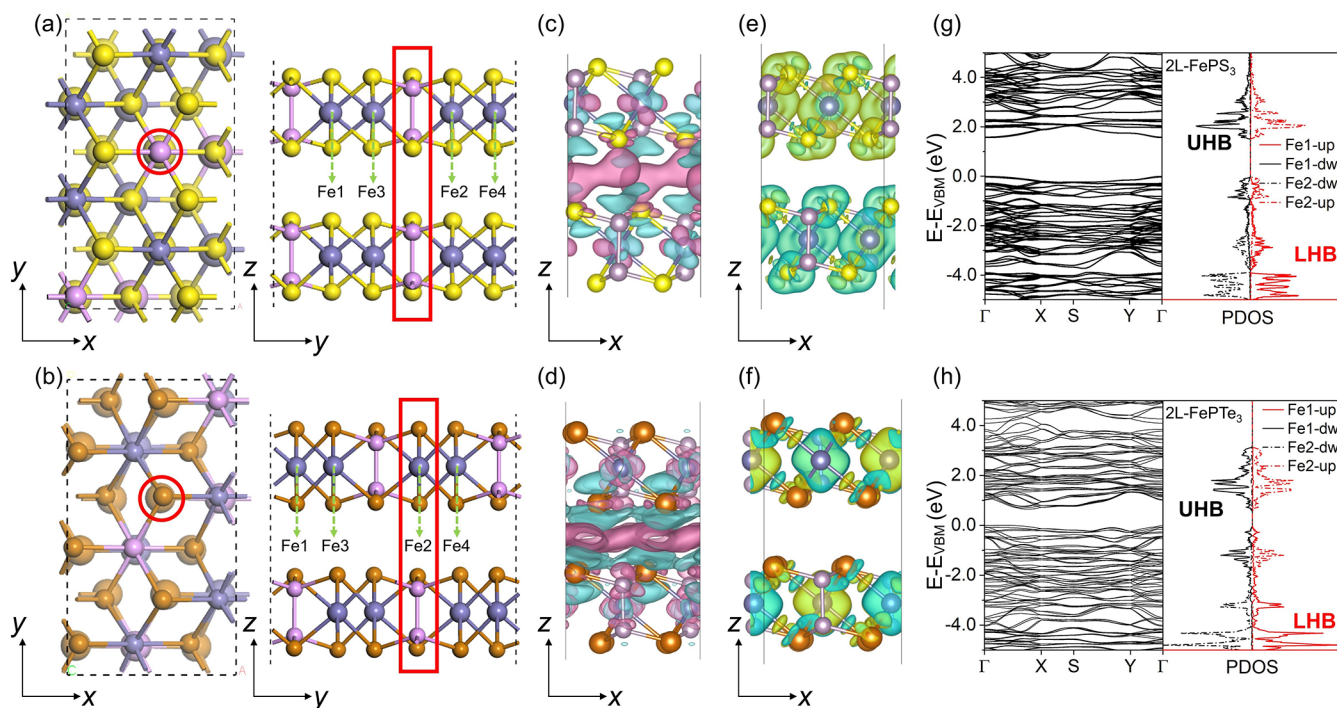 (a)
y
x
Fe1
Fe3
Fe2
Fe4
z
y
(c)
z
x
(e)
z
x
(g)
E-E_VBM (eV)
4.0
2.0
0.0
-2.0
-4.0
Γ
X
S
Y
Γ
2L-FePS₃
UHB
Fe1-up
Fe1-dw
Fe2-dw
Fe2-up
LHB
PDOS
(b)
y
x
C
A
Fe1
Fe3
Fe2
Fe4
z
y
(d)
z
x
(f)
z
x
(h)
E-E_VBM (eV)
4.0
2.0
0.0
-2.0
-4.0
Γ
X
S
Y
Γ
2L-FePTe₃
Fe1-up
Fe1-dw
Fe2-dw
Fe2-up
UHB
LHB
PDOS